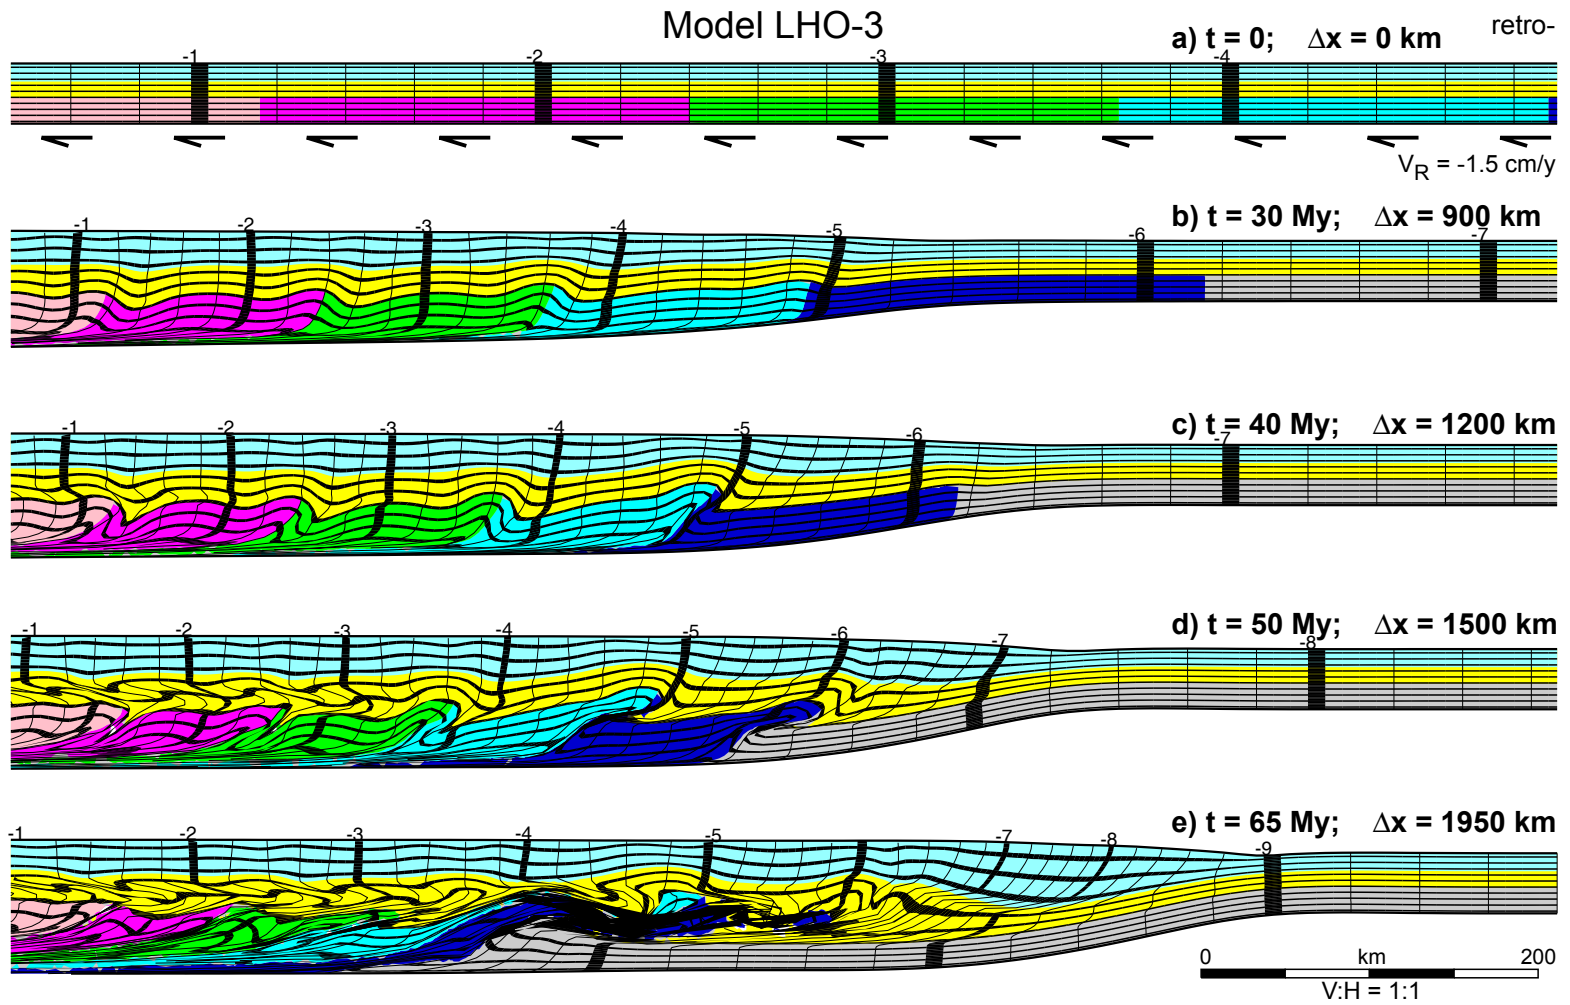 Model LHO-3
a) t = 0; Δx = 0 km
retro-
-1 -2 -3 -4
V_R = -1.5 cm/y
b) t = 30 My; Δx = 900 km
-1 -2 -3 -4 -5 -6 -7
c) t = 40 My; Δx = 1200 km
-1 -2 -3 -4 -5 -6 -7
d) t = 50 My; Δx = 1500 km
-1 -2 -3 -4 -5 -6 -7 -8
e) t = 65 My; Δx = 1950 km
-1 -2 -3 -4 -5 -7 -8 -9
0 km 200
V:H = 1:1